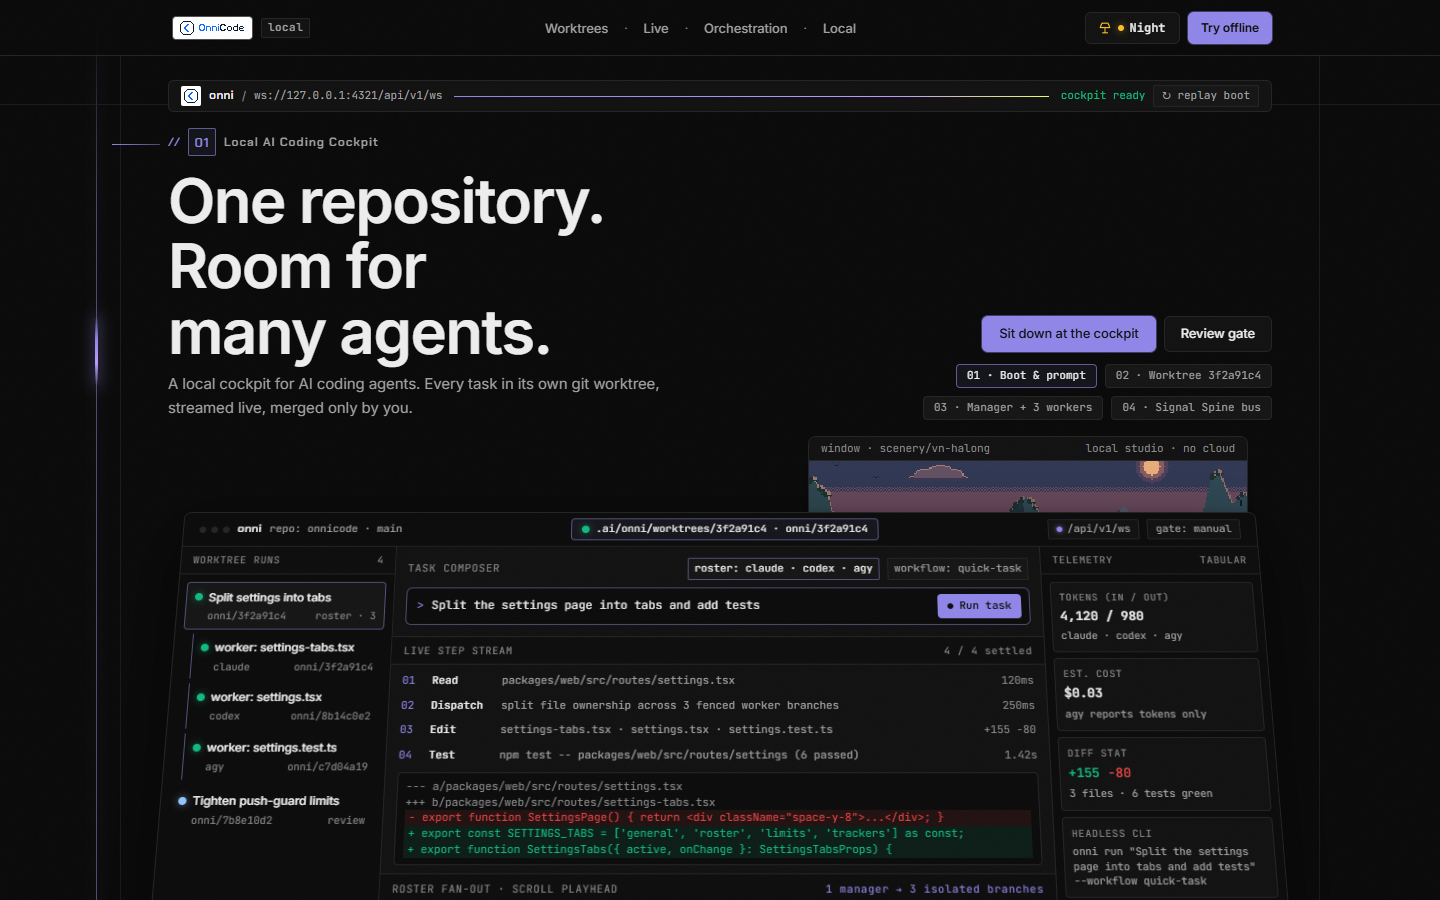 OnniCode local
Worktrees · Live · Orchestration · Local
Night
Try offline
onni / ws://127.0.0.1:4321/api/v1/ws
cockpit ready
↻ replay boot
// 01 Local AI Coding Cockpit
One repository.
Room for
many agents.
A local cockpit for AI coding agents. Every task in its own git worktree,
streamed live, merged only by you.
Sit down at the cockpit
Review gate
01 · Boot & prompt
02 · Worktree 3f2a91c4
03 · Manager + 3 workers
04 · Signal Spine bus
window · scenery/vn-halong
local studio · no cloud
onni repo: onnicode · main
.ai/onni/worktrees/3f2a91c4 · onni/3f2a91c4
/api/v1/ws
gate: manual
WORKTREE RUNS 4
Split settings into tabs
onni/3f2a91c4 roster · 3
worker: settings-tabs.tsx
claude onni/3f2a91c4
worker: settings.tsx
codex onni/8b14c0e2
worker: settings.test.ts
agy onni/c7d04a19
Tighten push-guard limits
onni/7b8e10d2 review
TASK COMPOSER
roster: claude · codex · agy
workflow: quick-task
> Split the settings page into tabs and add tests
Run task
LIVE STEP STREAM 4 / 4 settled
01 Read packages/web/src/routes/settings.tsx 120ms
02 Dispatch split file ownership across 3 fenced worker branches 250ms
03 Edit settings-tabs.tsx · settings.tsx · settings.test.ts +155 -80
04 Test npm test -- packages/web/src/routes/settings (6 passed) 1.42s
--- a/packages/web/src/routes/settings.tsx
+++ b/packages/web/src/routes/settings-tabs.tsx
- export function SettingsPage() { return <div className="space-y-8">...</div>; }
+ export const SETTINGS_TABS = ['general', 'roster', 'limits', 'trackers'] as const;
+ export function SettingsTabs({ active, onChange }: SettingsTabsProps) {
ROSTER FAN-OUT · SCROLL PLAYHEAD
1 manager → 3 isolated branches
TELEMETRY TABULAR
TOKENS (IN / OUT)
4,120 / 980
claude · codex · agy
EST. COST
$0.03
agy reports tokens only
DIFF STAT
+155 -80
3 files · 6 tests green
HEADLESS CLI
onni run "Split the settings
page into tabs and add tests"
--workflow quick-task